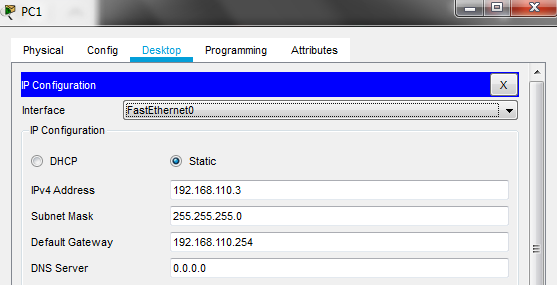 PC1
Physical Config Desktop Programming Attributes
IP Configuration X
Interface FastEthernet0
IP Configuration
DHCP Static
IPv4 Address 192.168.110.3
Subnet Mask 255.255.255.0
Default Gateway 192.168.110.254
DNS Server 0.0.0.0